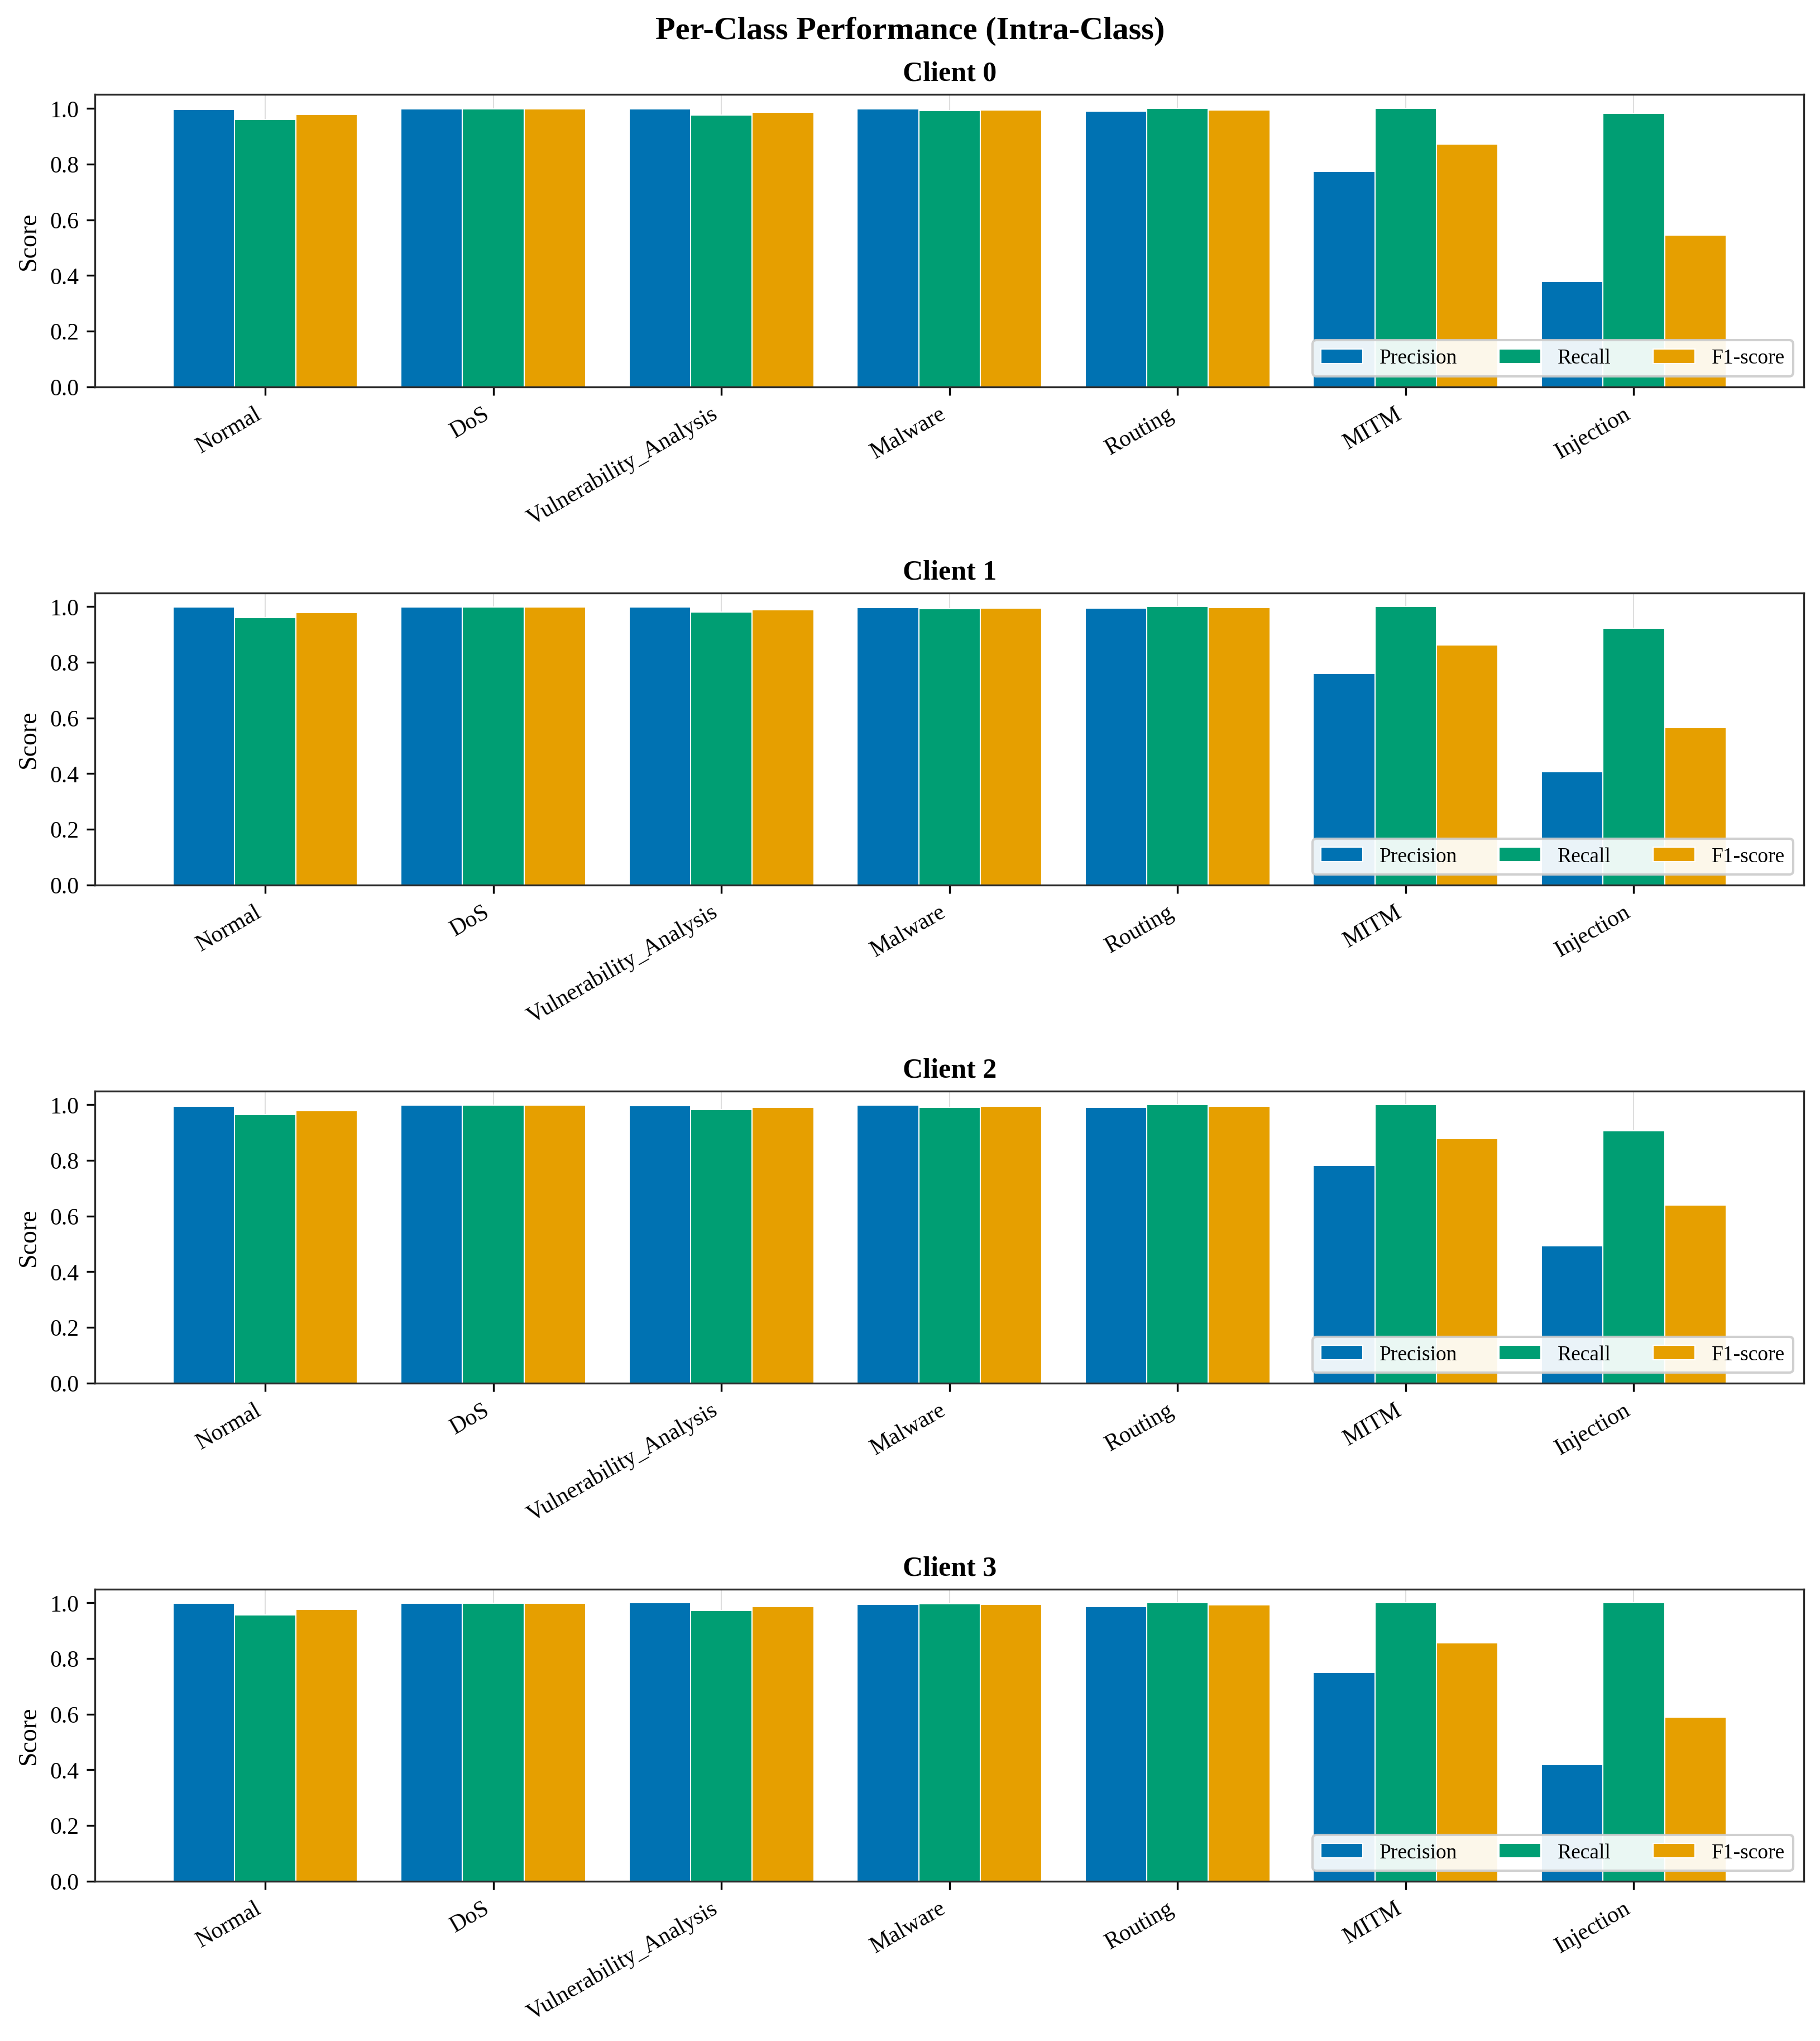 Per-Class Performance (Intra-Class)
Client 0
Score
1.0
0.8
0.6
0.4
0.2
0.0
Precision Recall F1-score
Normal DoS Vulnerability_Analysis Malware Routing MITM Injection
Client 1
Score
1.0
0.8
0.6
0.4
0.2
0.0
Precision Recall F1-score
Normal DoS Vulnerability_Analysis Malware Routing MITM Injection
Client 2
Score
1.0
0.8
0.6
0.4
0.2
0.0
Precision Recall F1-score
Normal DoS Vulnerability_Analysis Malware Routing MITM Injection
Client 3
Score
1.0
0.8
0.6
0.4
0.2
0.0
Precision Recall F1-score
Normal DoS Vulnerability_Analysis Malware Routing MITM Injection